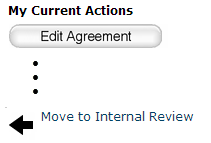 My Current Actions
Edit Agreement
Move to Internal Review